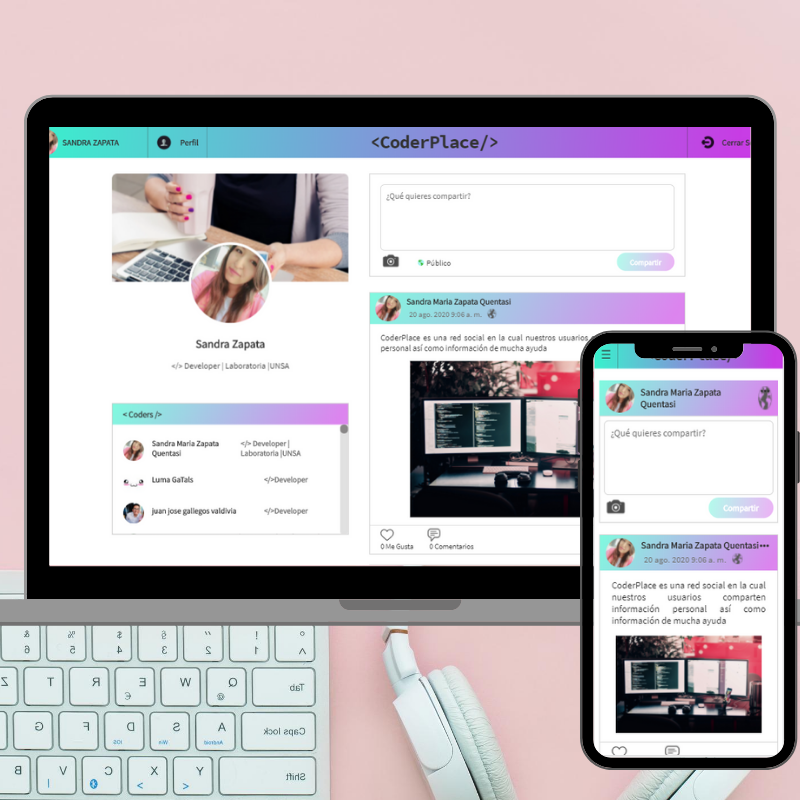 SANDRA ZAPATA
Perfil
<CoderPlace/>
Cerrar S
¿Qué quieres compartir?
Público
Compartir
Sandra Zapata
</> Developer | Laboratoria |UNSA
< Coders />
Sandra Maria Zapata
Quentasi
</> Developer |
Laboratoria |UNSA
Luma GaTals
</>Developer
juan jose gallegos valdivia
</>Developer
Sandra Maria Zapata Quentasi
20 ago. 2020 9:06 a. m.
CoderPlace es una red social en la cual nuestros usuarios
personal así como información de mucha ayuda
0 Me Gusta
0 Comentarios
Sandra Maria Zapata
Quentasi
¿Qué quieres compartir?
Compartir
Sandra Maria Zapata Quentasi•••
20 ago. 2020 9:06 a. m.
CoderPlace es una red social en la cual
nuestros usuarios comparten
información personal así como
información de mucha ayuda
6 5 4 3 2 1
Z T R E W Q Tab
G F D S A Caps lock
iOS Win Android
B V C X Y Shift